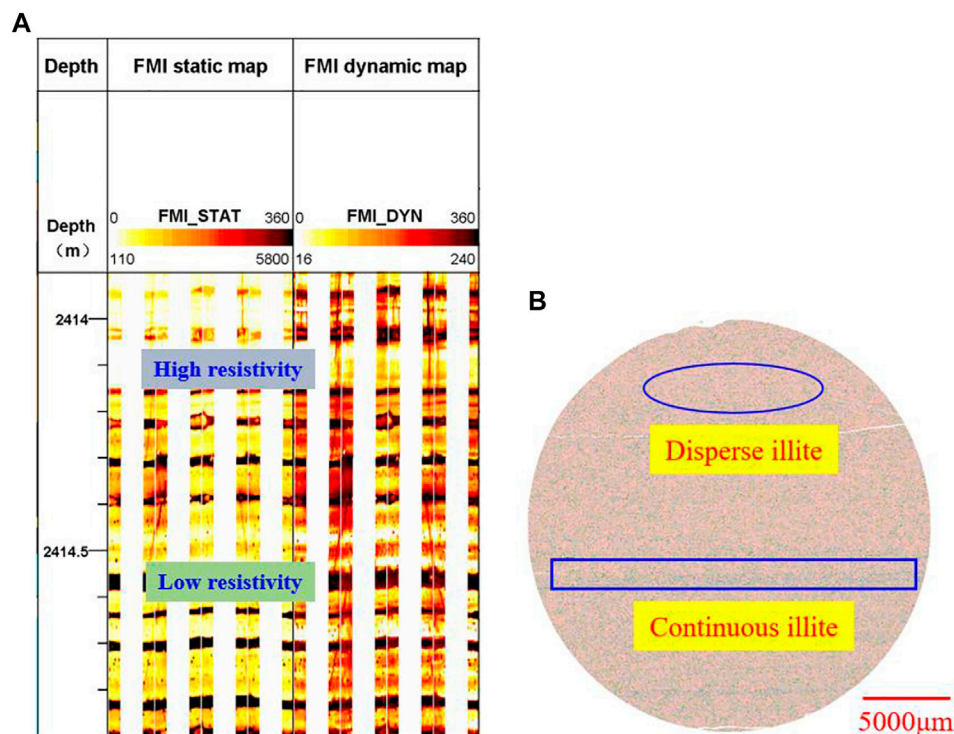 A
Depth FMI static map FMI dynamic map
Depth
(m)
0 FMI_STAT 360
110 5800
0 FMI_DYN 360
16 240
2414
High resistivity
2414.5
Low resistivity
B
Disperse illite
Continuous illite
5000μm